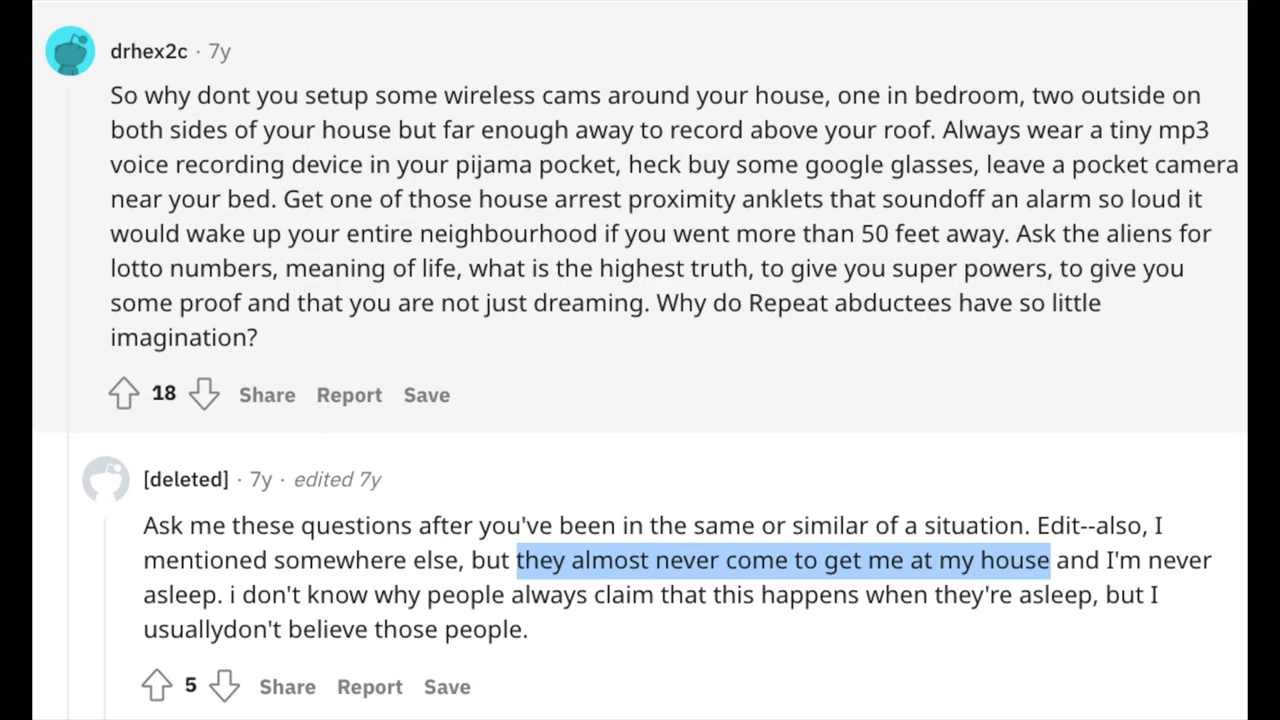 drhex2c · 7y
So why dont you setup some wireless cams around your house, one in bedroom, two outside on
both sides of your house but far enough away to record above your roof. Always wear a tiny mp3
voice recording device in your pijama pocket, heck buy some google glasses, leave a pocket camera
near your bed. Get one of those house arrest proximity anklets that soundoff an alarm so loud it
would wake up your entire neighbourhood if you went more than 50 feet away. Ask the aliens for
lotto numbers, meaning of life, what is the highest truth, to give you super powers, to give you
some proof and that you are not just dreaming. Why do Repeat abductees have so little
imagination?
18 Share Report Save
[deleted] · 7y · edited 7y
Ask me these questions after you've been in the same or similar of a situation. Edit--also, I
mentioned somewhere else, but they almost never come to get me at my house and I'm never
asleep. i don't know why people always claim that this happens when they're asleep, but I
usuallydon't believe those people.
5 Share Report Save